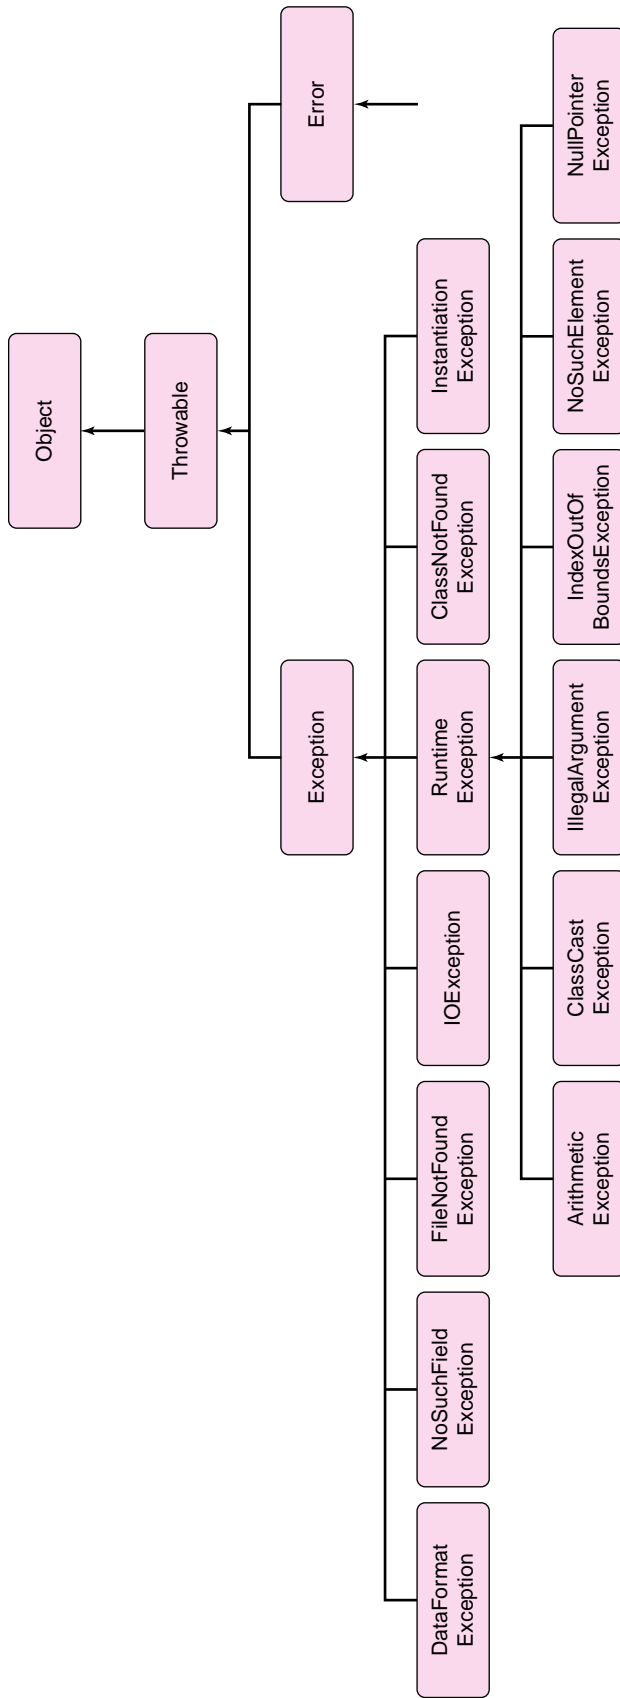 Object
Throwable
Exception
Error
DataFormat
Exception
NoSuchField
Exception
FileNotFound
Exception
IOException
Runtime
Exception
ClassNotFound
Exception
Instantiation
Exception
Arithmetic
Exception
ClassCast
Exception
IllegalArgument
Exception
IndexOutOf
BoundsException
NoSuchElement
Exception
NullPointer
Exception